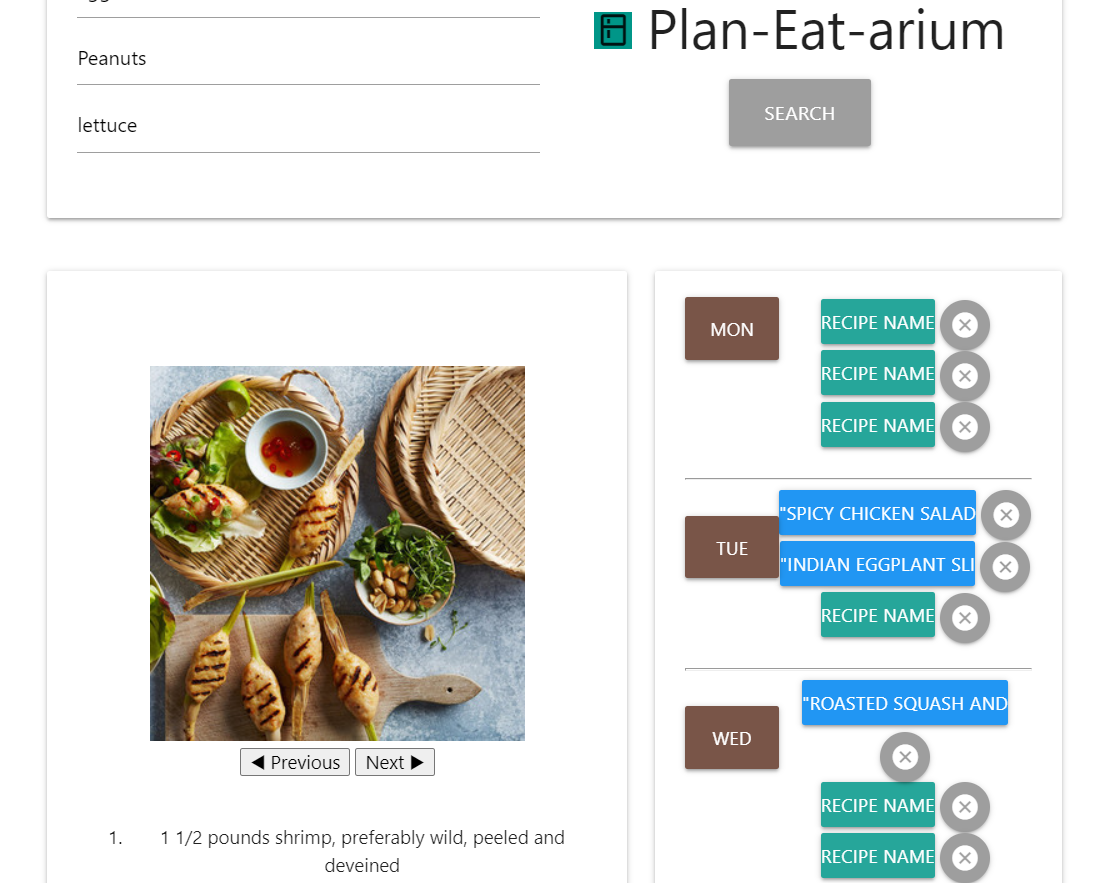 Plan-Eat-arium
Peanuts
SEARCH
lettuce
MON
RECIPE NAME
RECIPE NAME
RECIPE NAME
TUE
"SPICY CHICKEN SALAD
"INDIAN EGGPLANT SLI
RECIPE NAME
WED
"ROASTED SQUASH AND
RECIPE NAME
RECIPE NAME
◀ Previous
Next ▶
1. 1 1/2 pounds shrimp, preferably wild, peeled and
deveined